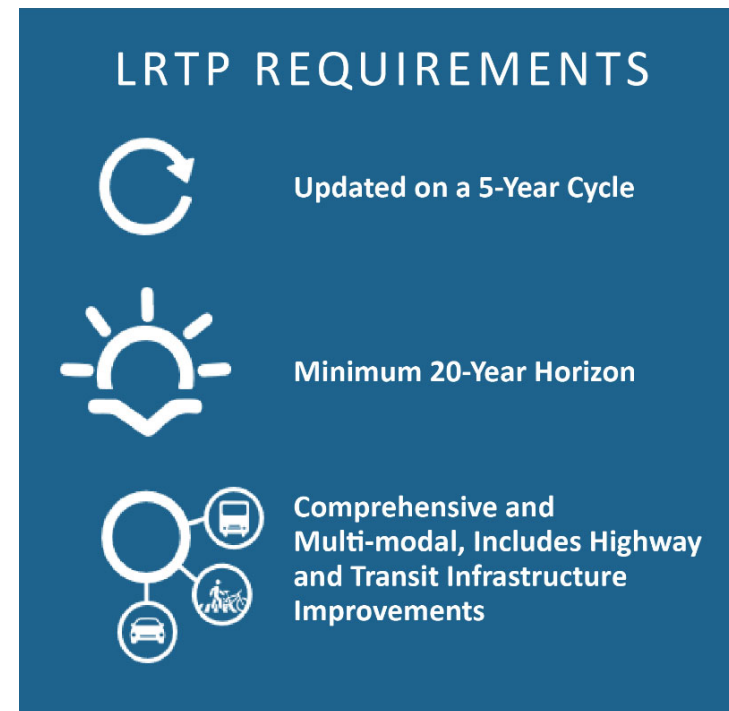 LRTP REQUIREMENTS
Updated on a 5-Year Cycle
Minimum 20-Year Horizon
Comprehensive and
Multi-modal, Includes Highway
and Transit Infrastructure
Improvements